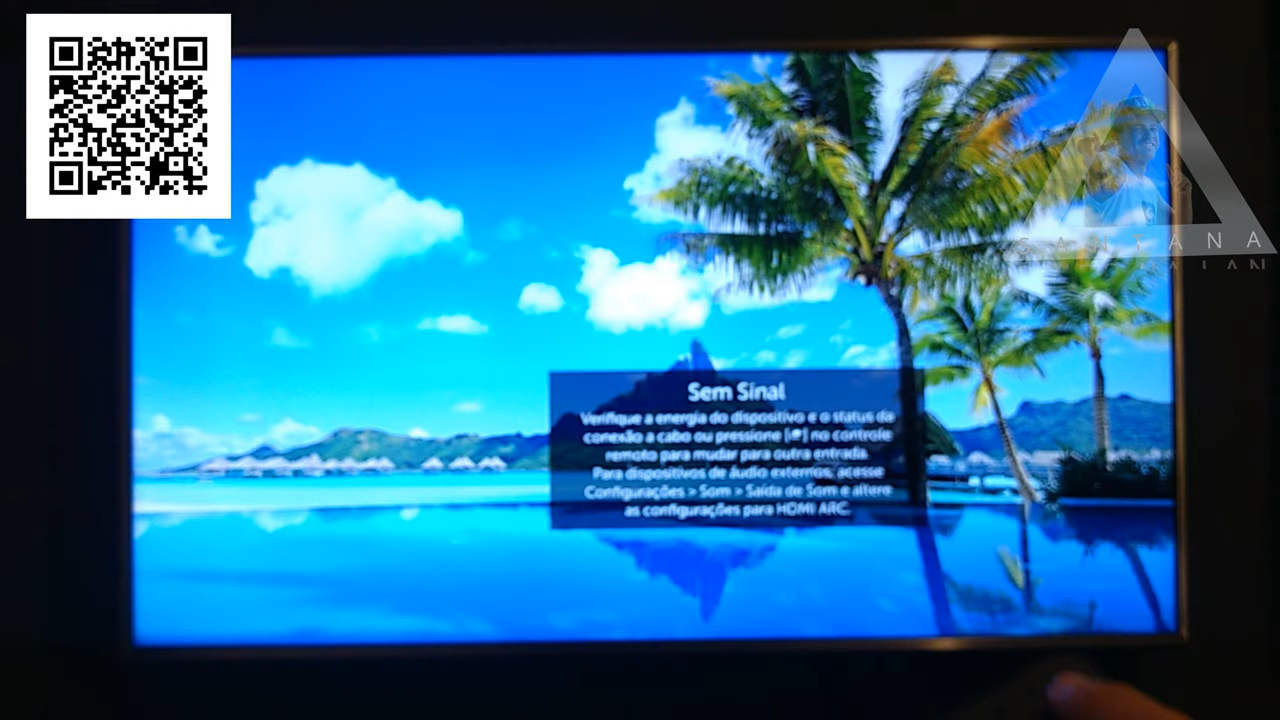 Sem Sinal
Verifique a energia do dispositivo e o status da
conexão a cabo ou pressione [ ] no controle
remoto para mudar para outra entrada.
Para dispositivos de áudio externos, acesse
Configurações > Som > Saída de Som e altere
as configurações para HDMI ARC.
SANTANA